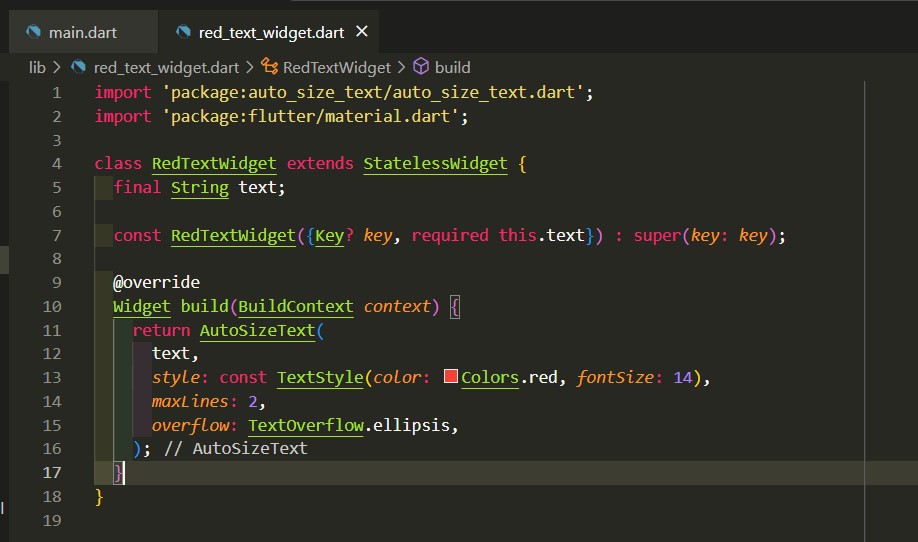 main.dart red_text_widget.dart ×
lib > red_text_widget.dart > RedTextWidget > build
1 import 'package:auto_size_text/auto_size_text.dart';
2 import 'package:flutter/material.dart';
3
4 class RedTextWidget extends StatelessWidget {
5   final String text;
6
7   const RedTextWidget({Key? key, required this.text}) : super(key: key);
8
9   @override
10   Widget build(BuildContext context) {
11     return AutoSizeText(
12       text,
13       style: const TextStyle(color: Colors.red, fontSize: 14),
14       maxLines: 2,
15       overflow: TextOverflow.ellipsis,
16     ); // AutoSizeText
17   }
18 }
19